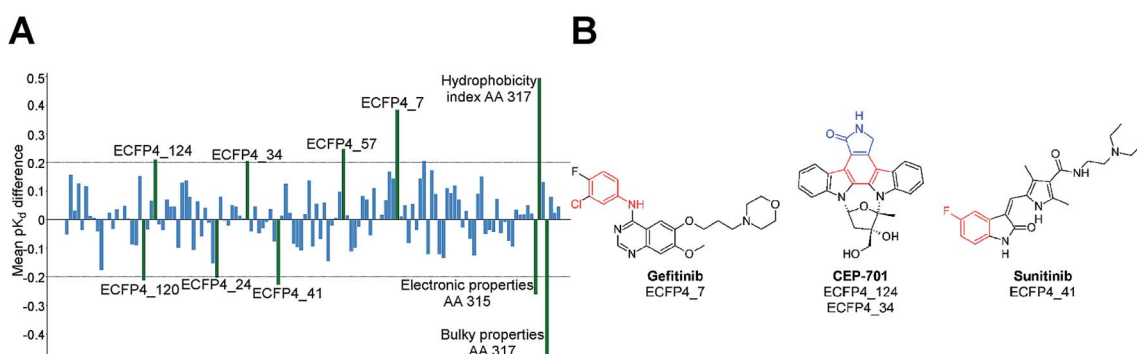 A
B
Mean pKd difference
0.5
0.4
0.3
0.2
0.1
0
-0.1
-0.2
-0.3
-0.4
Hydrophobicity
index AA 317
ECFP4_7
ECFP4_57
ECFP4_124
ECFP4_34
ECFP4_120
ECFP4_24
ECFP4_41
Electronic properties
AA 315
Bulky properties
AA 317
F
Cl
HN
N
N
O
O
N
O
Gefitinib
ECFP4_7
H
N
O
N
N
O
OH
HO
CEP-701
ECFP4_124
ECFP4_34
N
O
NH
N
H
F
O
N
H
Sunitinib
ECFP4_41